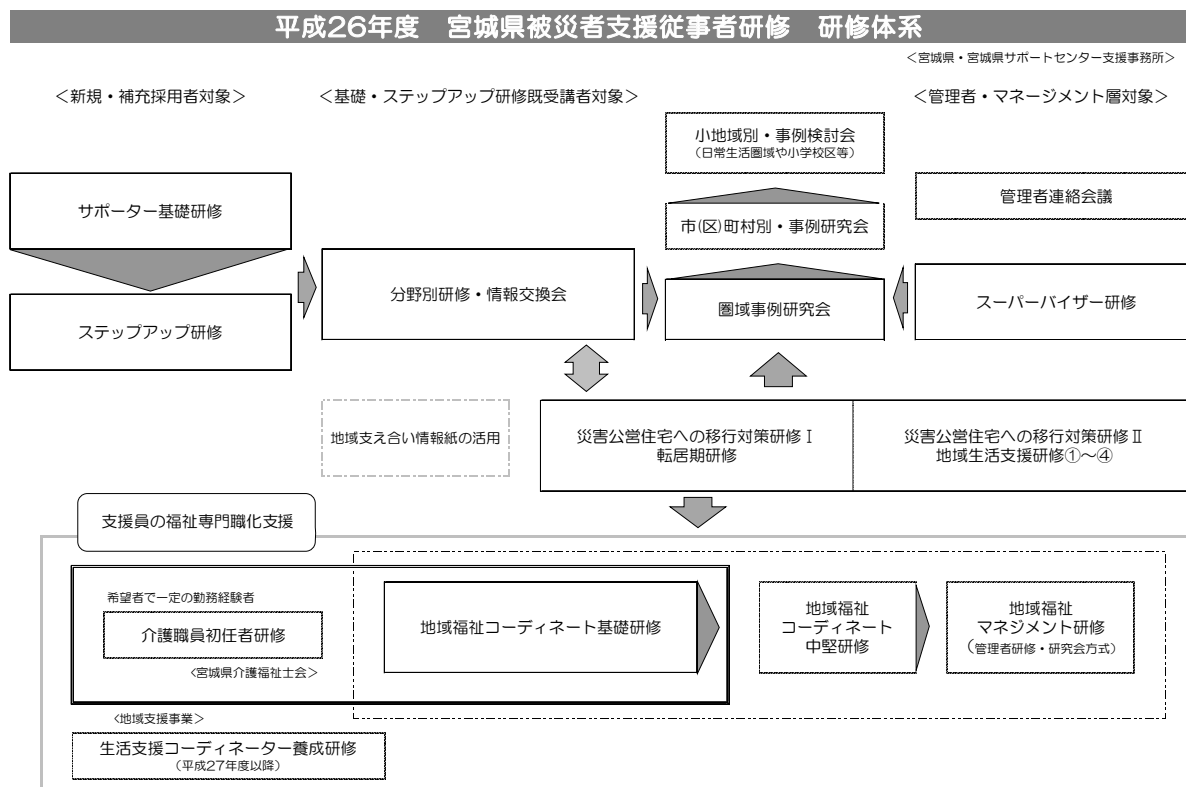 平成26年度 宮城県被災者支援従事者研修 研修体系
＜宮城県・宮城県サポートセンター支援事務所＞
＜新規・補充採用者対象＞
＜基礎・ステップアップ研修既受講者対象＞
＜管理者・マネージメント層対象＞
小地域別・事例検討会
（日常生活圏域や小学校区等）
サポーター基礎研修
管理者連絡会議
市(区)町村別・事例研究会
分野別研修・情報交換会
圏域事例研究会
スーパーバイザー研修
ステップアップ研修
地域支え合い情報紙の活用
災害公営住宅への移行対策研修Ⅰ
転居期研修
災害公営住宅への移行対策研修Ⅱ
地域生活支援研修①～④
支援員の福祉専門職化支援
希望者で一定の勤務経験者
介護職員初任者研修
＜宮城県介護福祉士会＞
地域福祉コーディネート基礎研修
地域福祉
コーディネート
中堅研修
地域福祉
マネジメント研修
（管理者研修・研究会方式）
＜地域支援事業＞
生活支援コーディネーター養成研修
（平成27年度以降）